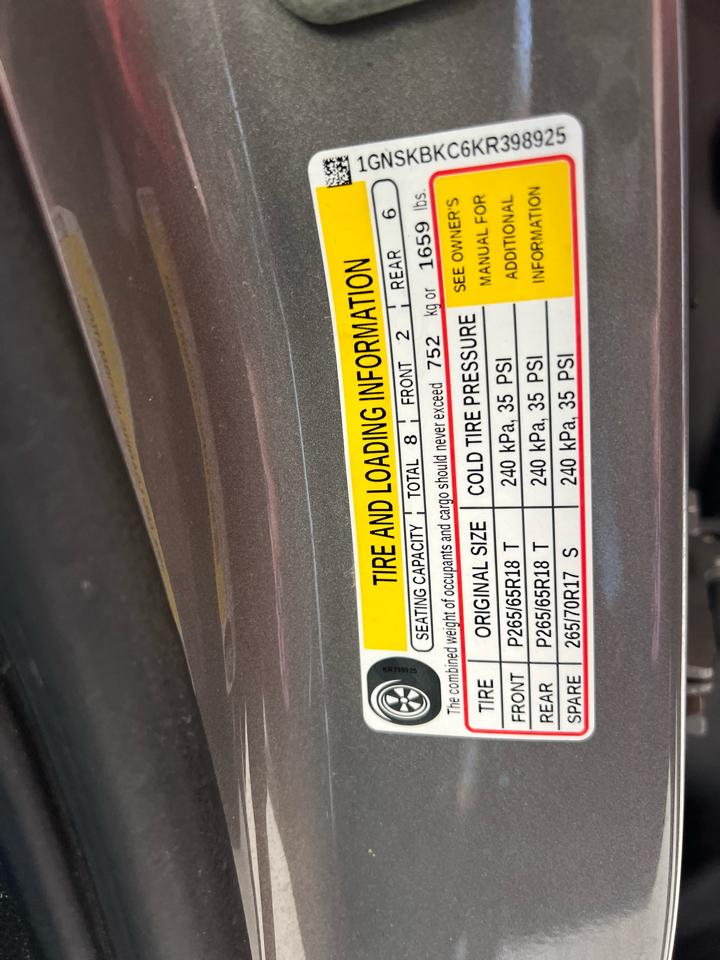 1GNSKBKC6KR398925
TIRE AND LOADING INFORMATION
SEATING CAPACITY TOTAL 8 FRONT 2 REAR 6
The combined weight of occupants and cargo should never exceed 752 kg or 1659 lbs.
TIRE ORIGINAL SIZE COLD TIRE PRESSURE
FRONT P265/65R18 T 240 kPa, 35 PSI
REAR P265/65R18 T 240 kPa, 35 PSI
SPARE 265/70R17 S 240 kPa, 35 PSI
SEE OWNER'S
MANUAL FOR
ADDITIONAL
INFORMATION